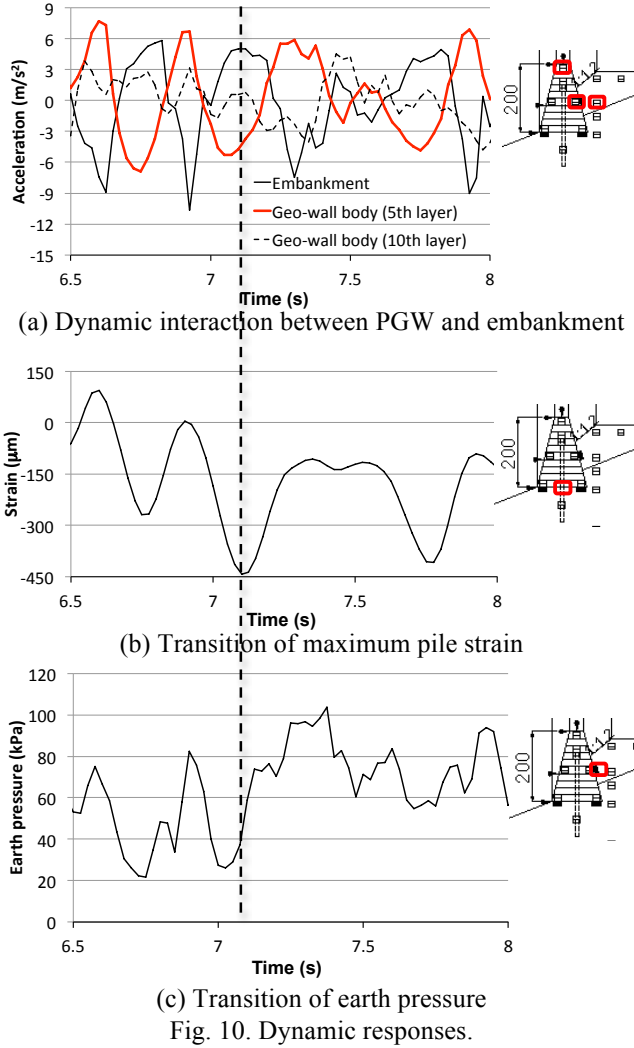 9
6
3
0
-3
-6
-9
-12
-15
Acceleration (m/s²)
Embankment
Geo-wall body (5th layer)
Geo-wall body (10th layer)
6.5 7 7.5 8
Time (s)
200
(a) Dynamic interaction between PGW and embankment
150
0
-150
-300
-450
Strain (μm)
6.5 7 7.5 8
Time (s)
200
(b) Transition of maximum pile strain
120
100
80
60
40
20
0
Earth pressure (kPa)
6.5 7 7.5 8
Time (s)
200
(c) Transition of earth pressure
Fig. 10. Dynamic responses.